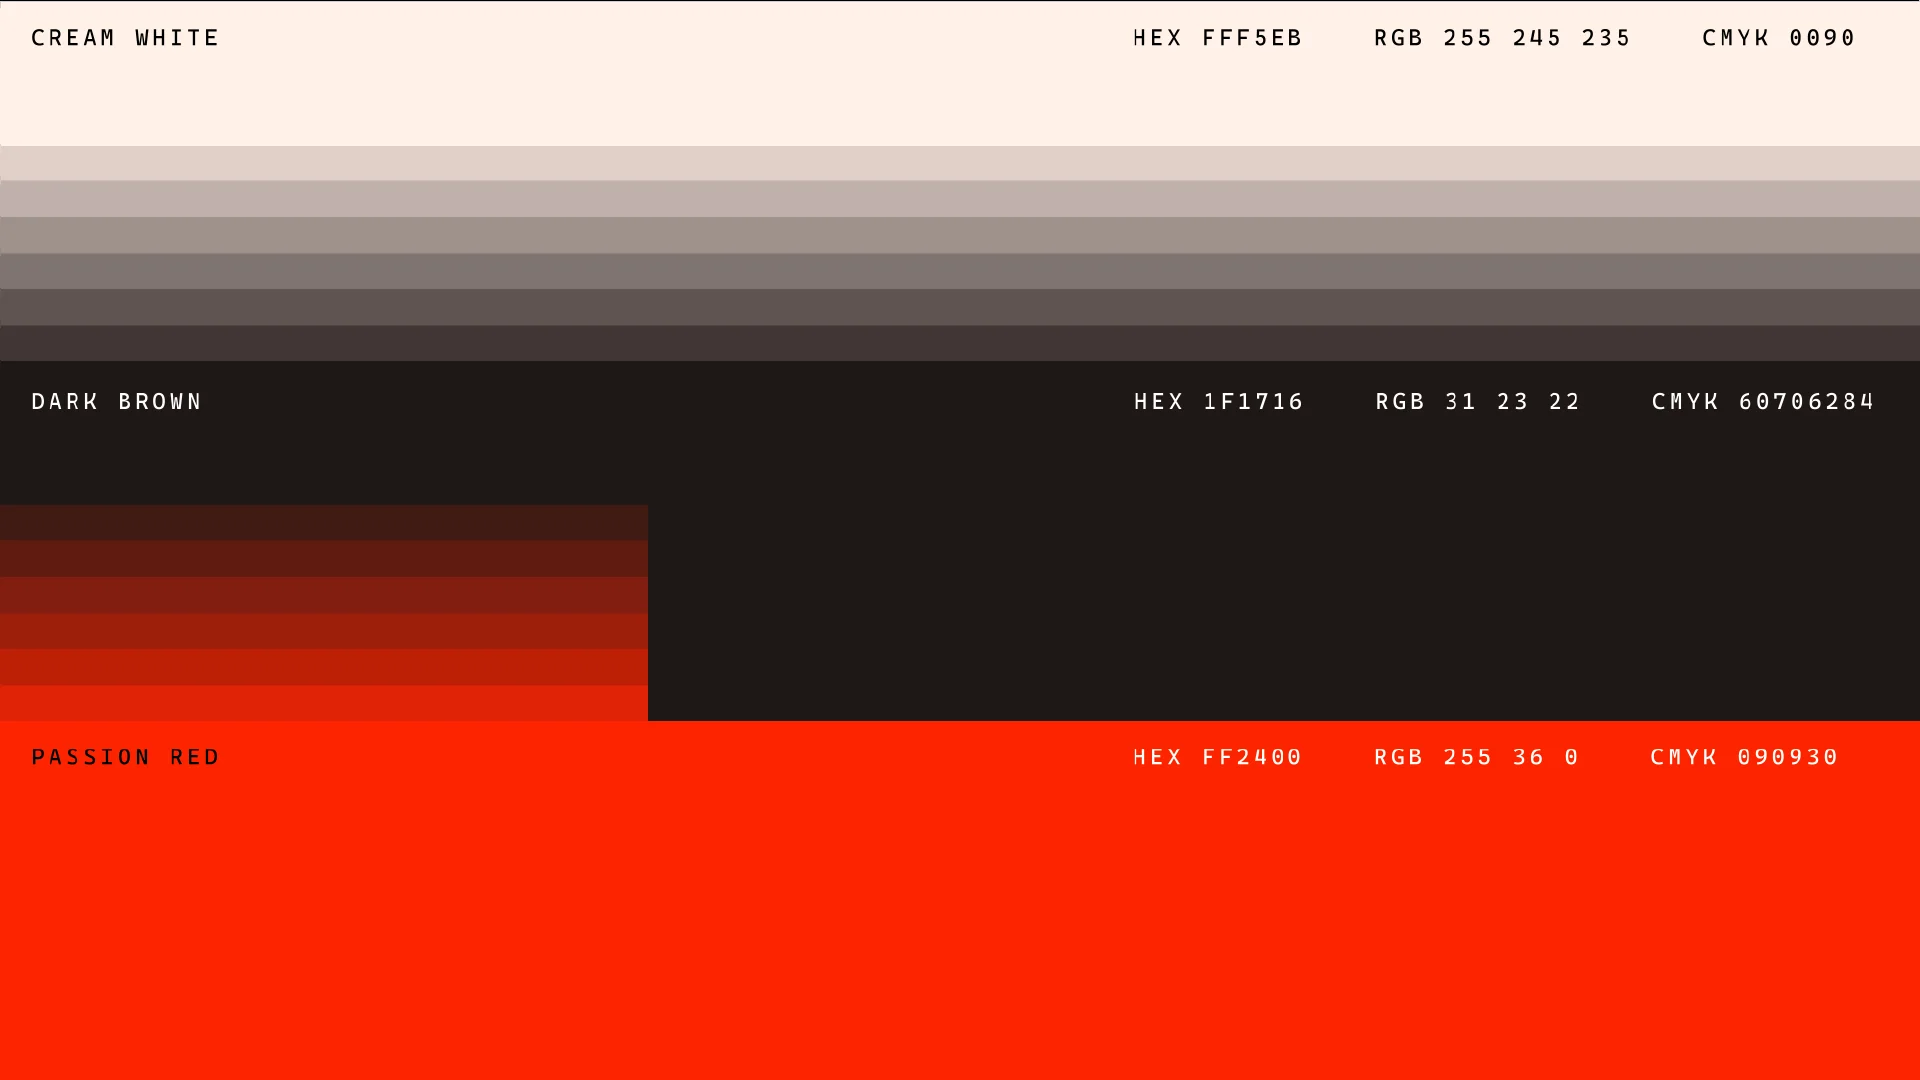 CREAM WHITE HEX FFF5EB RGB 255 245 235 CMYK 0090
DARK BROWN HEX 1F1716 RGB 31 23 22 CMYK 60706284
PASSION RED HEX FF2400 RGB 255 36 0 CMYK 090930